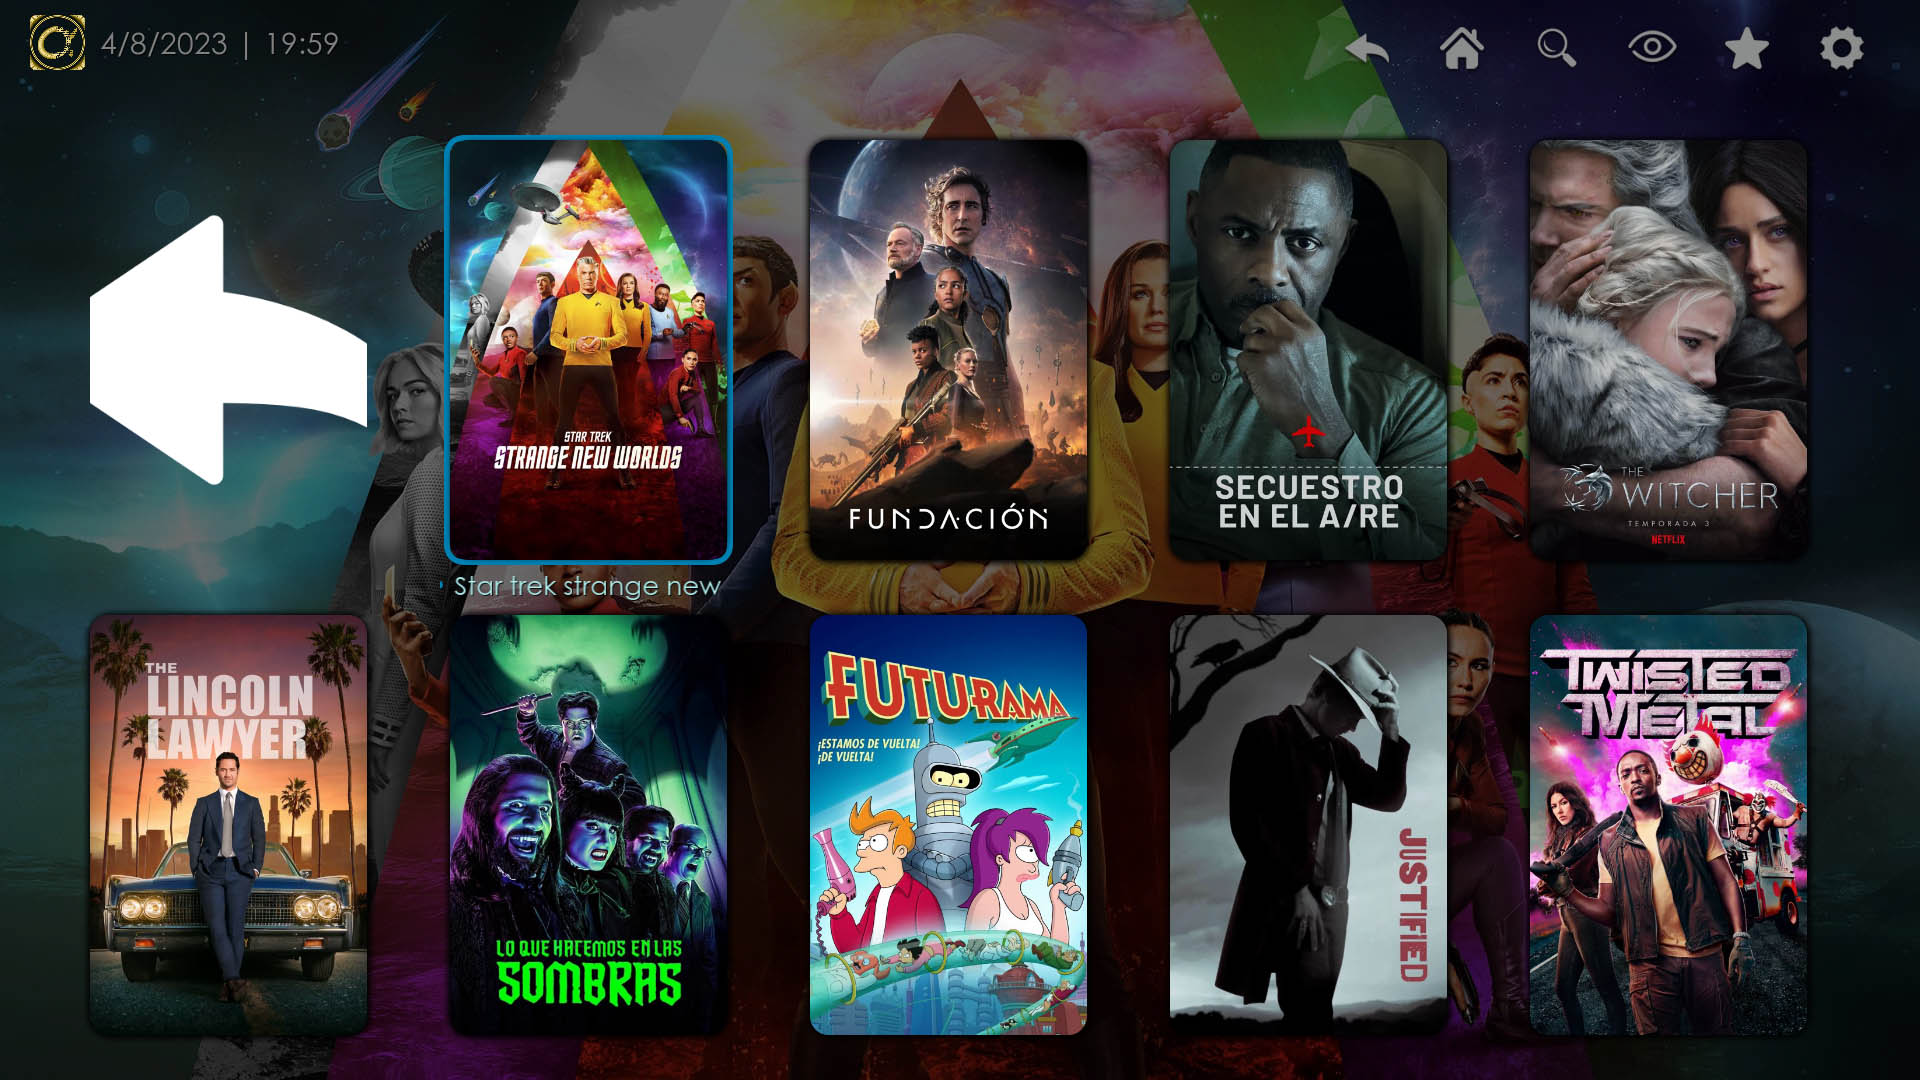 4/8/2023 | 19:59
STAR TREK
STRANGE NEW WORLDS
FUNDACIÓN
SECUESTRO
EN EL A/RE
THE
WITCHER
TEMPORADA 3
NETFLIX
Star trek strange new
THE
LINCOLN
LAWYER
LO QUE HACEMOS EN LAS
SOMBRAS
FUTURAMA
¡ESTAMOS DE VUELTA!
¡DE VUELTA!
JUSTIFIED
TWISTED
METAL